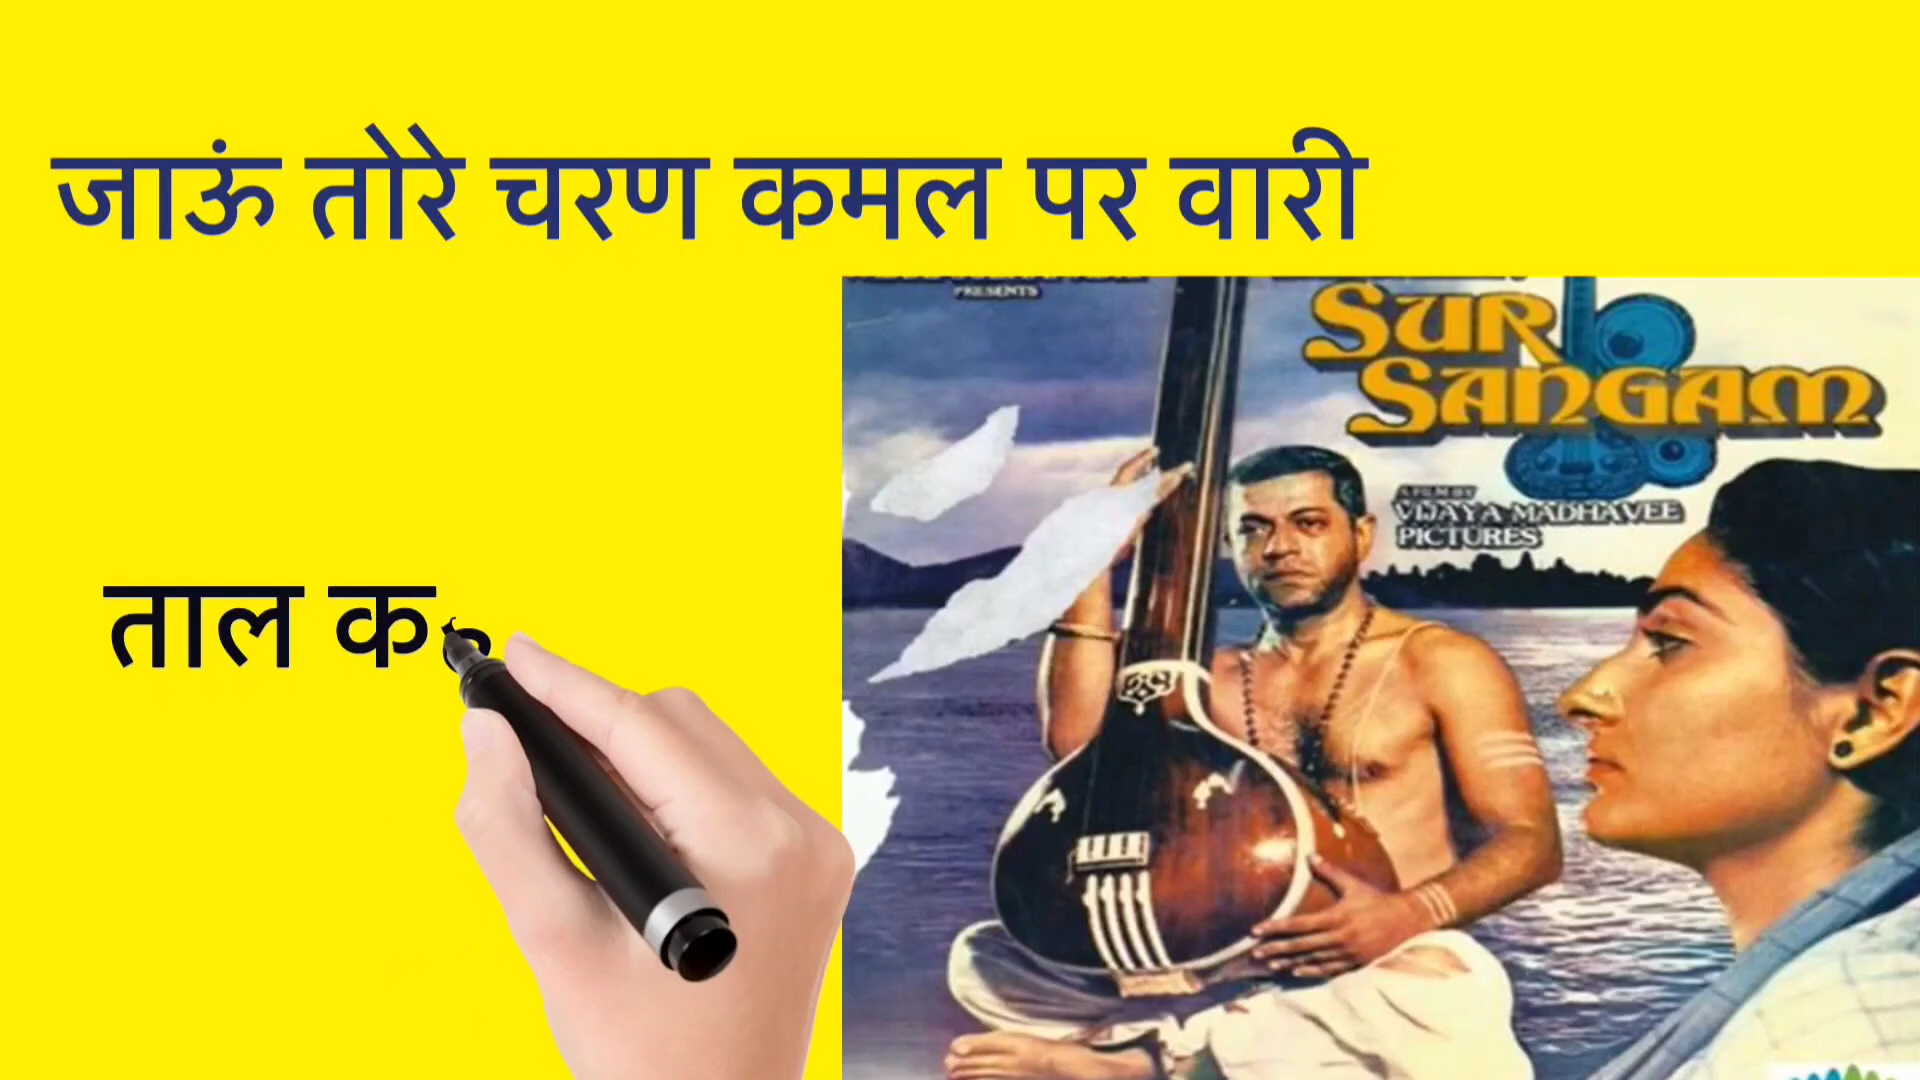 जाऊं तोरे चरण कमल पर वारी
PRESENTS
SUR
SANGAM
A FILM BY
VIJAYA MADHAVEE
PICTURES
ताल क